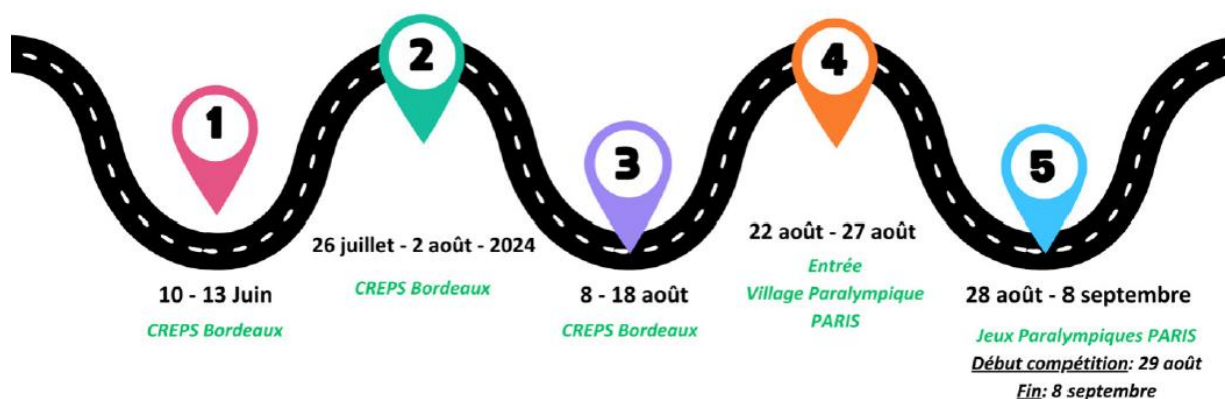 1
10 - 13 Juin
CREPS Bordeaux
2
26 juillet - 2 août - 2024
CREPS Bordeaux
3
8 - 18 août
CREPS Bordeaux
4
22 août - 27 août
Entrée
Village Paralympique
PARIS
5
28 août - 8 septembre
Jeux Paralympiques PARIS
Début compétition: 29 août
Fin: 8 septembre